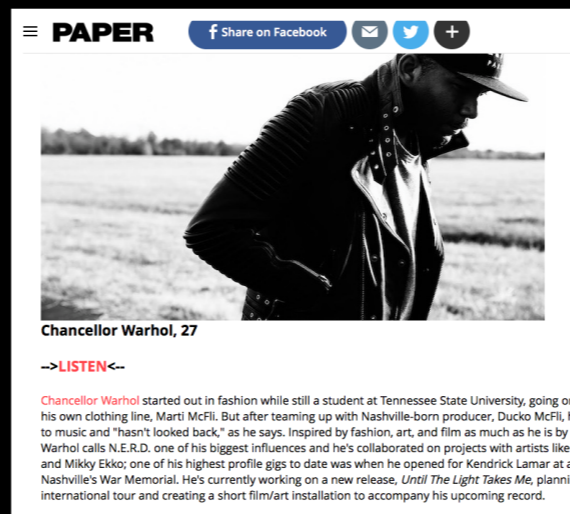 PAPER
Share on Facebook
Chancellor Warhol, 27
-->LISTEN<--
Chancellor Warhol started out in fashion while still a student at Tennessee State University, going
his own clothing line, Marti McFli. But after teaming up with Nashville-born producer, Ducko McFli,
to music and "hasn't looked back," as he says. Inspired by fashion, art, and film as much as he is by
Warhol calls N.E.R.D. one of his biggest influences and he's collaborated on projects with artists like
and Mikky Ekko; one of his highest profile gigs to date was when he opened for Kendrick Lamar at
Nashville's War Memorial. He's currently working on a new release, Until The Light Takes Me,
international tour and creating a short film/art installation to accompany his upcoming record.